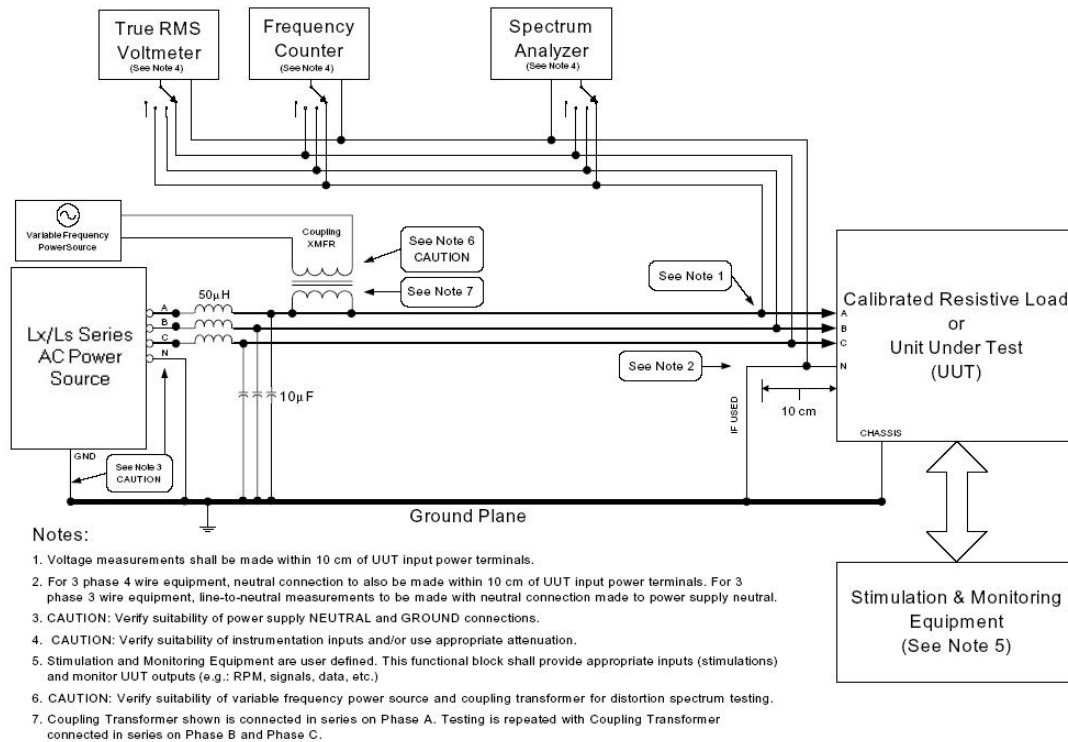 True RMS
Voltmeter
(See Note 4)
Frequency
Counter
(See Note 4)
Spectrum
Analyzer
(See Note 4)
Variable Frequency
PowerSource
Coupling
XMFR
See Note 6
CAUTION
See Note 7
See Note 1
50µH
A
B
C
N
Lx/Ls Series
AC Power
Source
GND
See Note 3
CAUTION
10µF
See Note 2
IF USED
10 cm
A
B
C
N
Calibrated Resistive Load
or
Unit Under Test
(UUT)
CHASSIS
Ground Plane
Stimulation & Monitoring
Equipment
(See Note 5)
Notes:
1. Voltage measurements shall be made within 10 cm of UUT input power terminals.
2. For 3 phase 4 wire equipment, neutral connection to also be made within 10 cm of UUT input power terminals. For 3
phase 3 wire equipment, line-to-neutral measurements to be made with neutral connection made to power supply neutral.
3. CAUTION: Verify suitability of power supply NEUTRAL and GROUND connections.
4. CAUTION: Verify suitability of instrumentation inputs and/or use appropriate attenuation.
5. Stimulation and Monitoring Equipment are user defined. This functional block shall provide appropriate inputs (stimulations)
and monitor UUT outputs (e.g.: RPM, signals, data, etc.)
6. CAUTION: Verify suitability of variable frequency power source and coupling transformer for distortion spectrum testing.
7. Coupling Transformer shown is connected in series on Phase A. Testing is repeated with Coupling Transformer
connected in series on Phase B and Phase C.